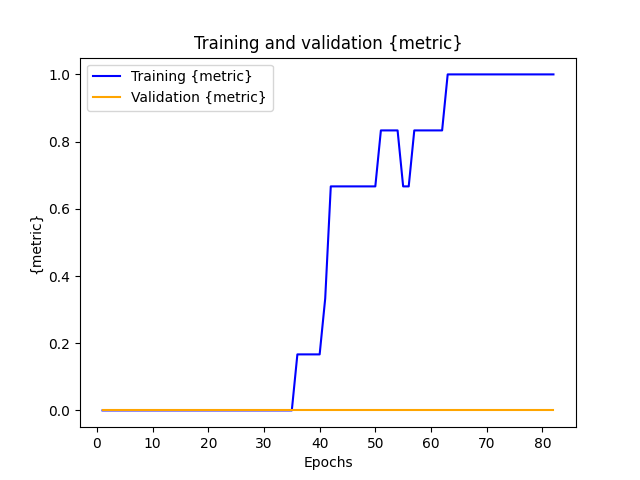 Training and validation {metric}
Training {metric}
Validation {metric}
{metric}
1.0
0.8
0.6
0.4
0.2
0.0
0 10 20 30 40 50 60 70 80
Epochs